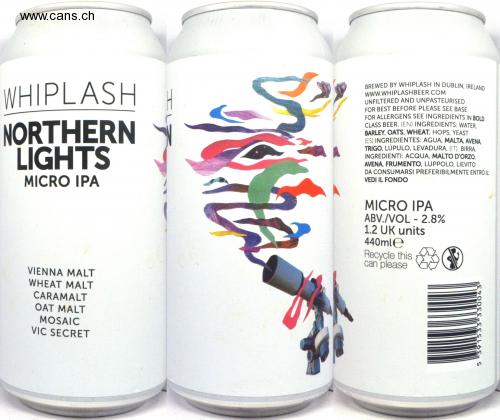 www.cans.ch
WHIPLASH
NORTHERN
LIGHTS
MICRO IPA
VIENNA MALT
WHEAT MALT
CARAMALT
OAT MALT
MOSAIC
VIC SECRET
BREWED BY WHIPLASH IN DUBLIN, IRELAND
WWW.WHIPLASHBEER.COM
UNFILTERED AND UNPASTEURISED
FOR BEST BEFORE PLEASE SEE BASE
FOR ALLERGENS SEE INGREDIENTS IN BOLD
CLASS BEER, (EN) INGREDIENTS: WATER,
BARLEY, OATS, WHEAT, HOPS, YEAST
(ES) INGREDIENTES: AGUA, MALTA, AVENA,
TRIGO, LÚPULO, LEVADURA, (IT) BIRRA,
INGREDIENTI: ACQUA, MALTO D'ORZO,
AVENA, FRUMENTO, LUPPOLO, LIEVITO
DA CONSUMARSI PREFERIBILMENTE ENTRO IL:
VEDI IL FONDO
MICRO IPA
ABV./VOL - 2.8%
1.2 UK units
440ml℮
Recycle this
can please
5 391533 330043